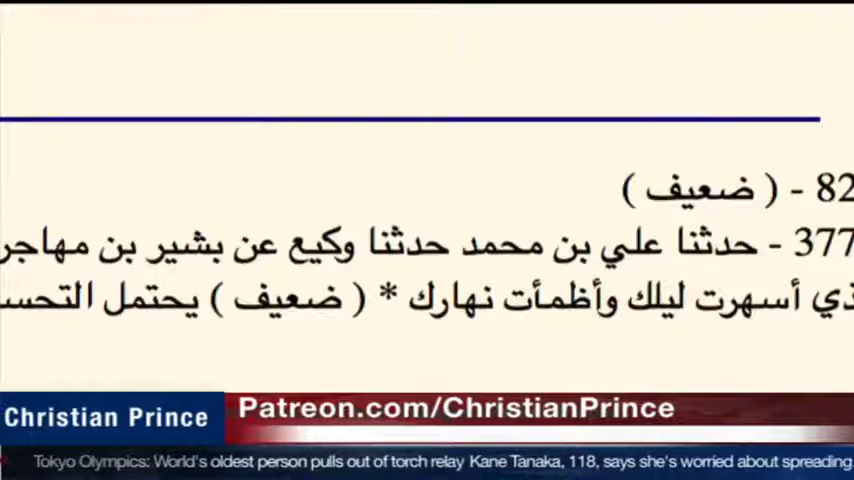 82 - ( ضعيف )
377 - حدثنا علي بن محمد حدثنا وكيع عن بشير بن مهاجر
أسهرت ليلك وأظمأت نهارك * ( ضعيف ) يحتمل
Christian Prince
Patreon.com/ChristianPrince
Tokyo Olympics: World's oldest person pulls out of torch relay Kane Tanaka, 118, says she's worried about spreading